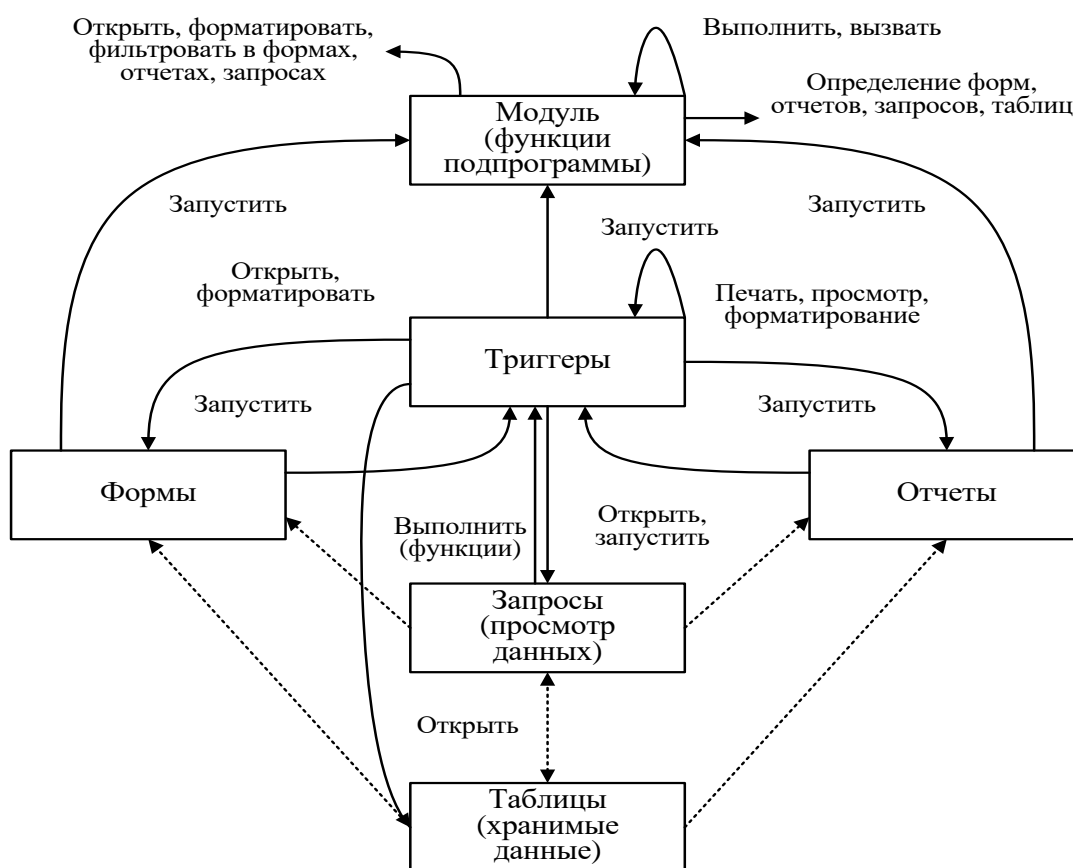 Открыть, форматировать,
фильтровать в формах,
отчетах, запросах
Выполнить, вызвать
Определение форм,
отчетов, запросов, таблиц
Модуль
(функции
подпрограммы)
Запустить
Запустить
Запустить
Открыть,
форматировать
Печать, просмотр,
форматирование
Триггеры
Запустить
Запустить
Формы
Отчеты
Выполнить
(функции)
Открыть,
запустить
Запросы
(просмотр
данных)
Открыть
Таблицы
(хранимые
данные)